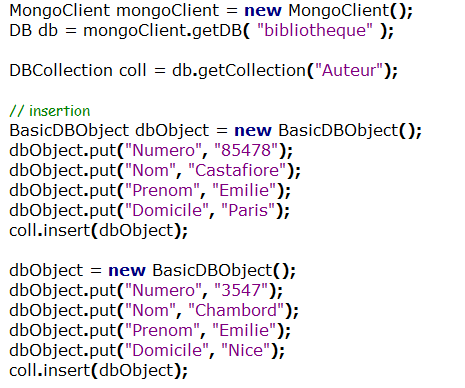 MongoClient mongoClient = new MongoClient();
DB db = mongoClient.getDB( "bibliotheque" );
DBCollection coll = db.getCollection("Auteur");
// insertion
BasicDBObject dbObject = new BasicDBObject();
dbObject.put("Numero", "85478");
dbObject.put("Nom", "Castafiore");
dbObject.put("Prenom", "Emilie");
dbObject.put("Domicile", "Paris");
coll.insert(dbObject);
dbObject = new BasicDBObject();
dbObject.put("Numero", "3547");
dbObject.put("Nom", "Chambord");
dbObject.put("Prenom", "Emilie");
dbObject.put("Domicile", "Nice");
coll.insert(dbObject);